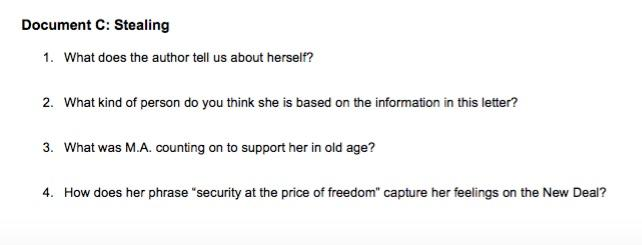 Document C: Stealing
1. What does the author tell us about herself?
2. What kind of person do you think she is based on the information in this letter?
3. What was M.A. counting on to support her in old age?
4. How does her phrase “security at the price of freedom” capture her feelings on the New Deal?